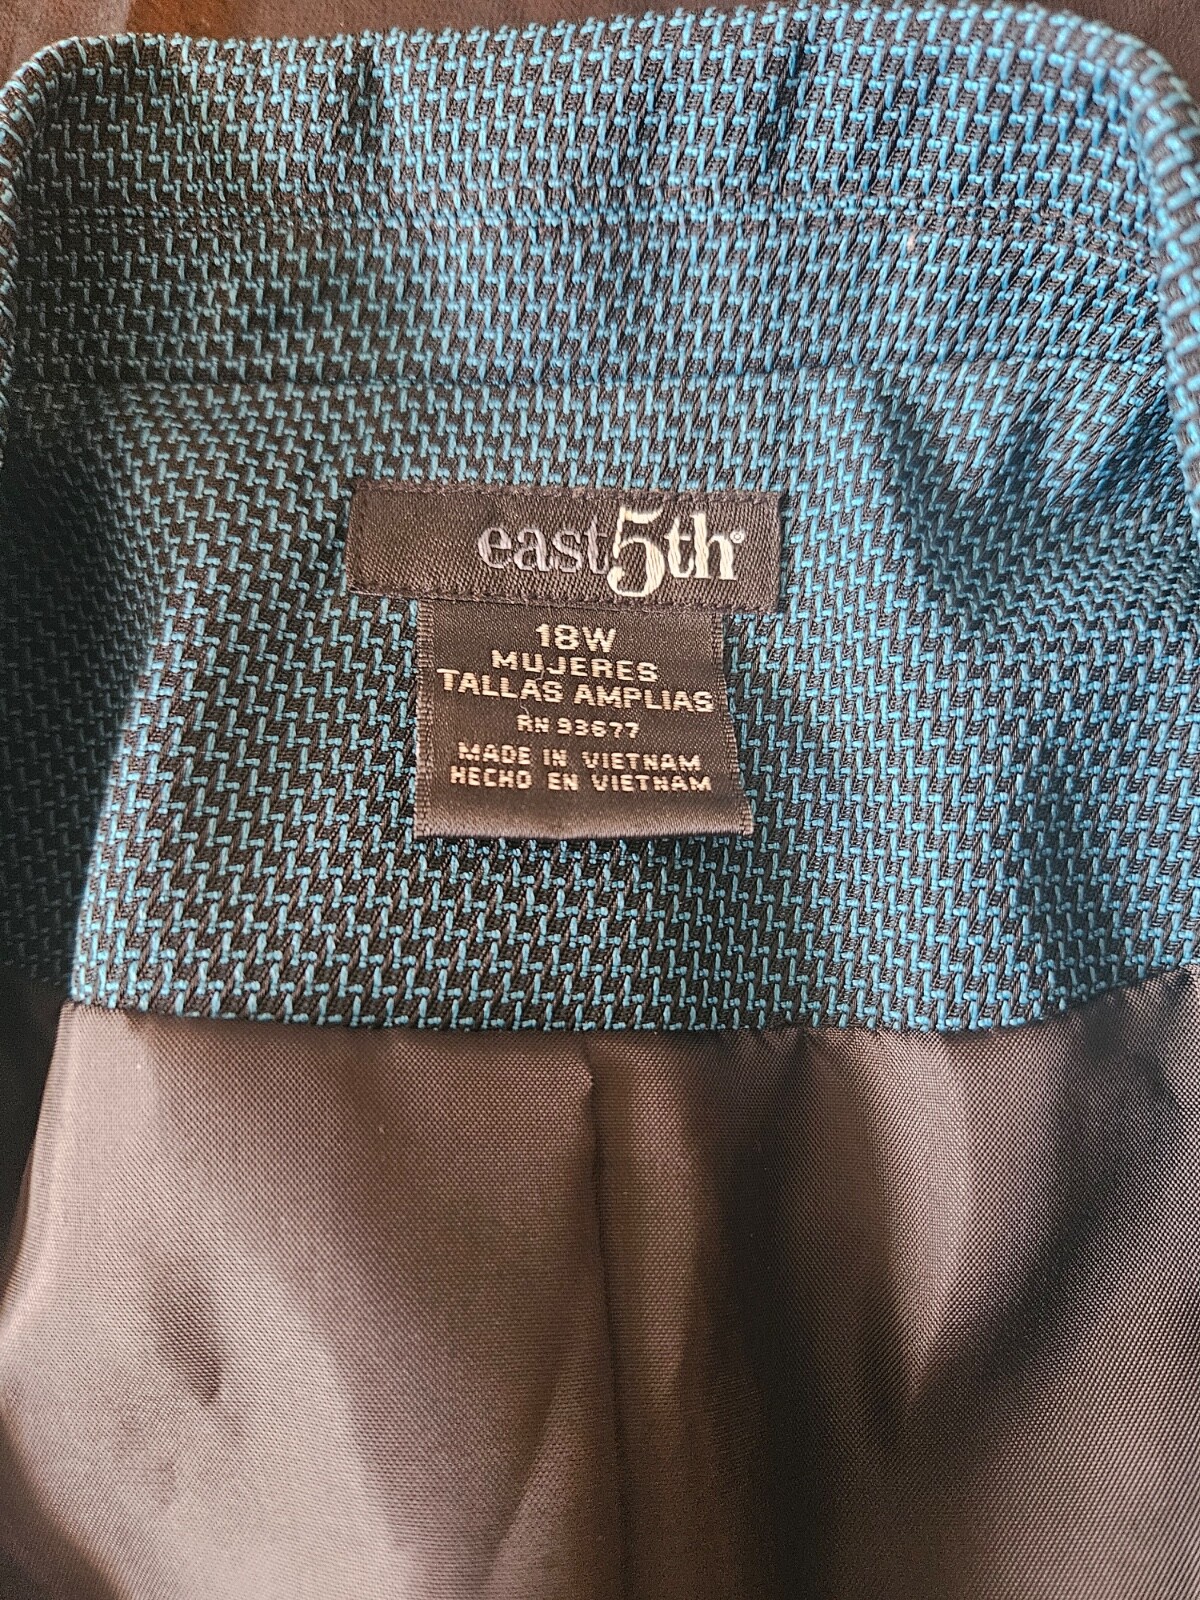 east5th®
18W
MUJERES
TALLAS AMPLIAS
RN 93677
MADE IN VIETNAM
HECHO EN VIETNAM